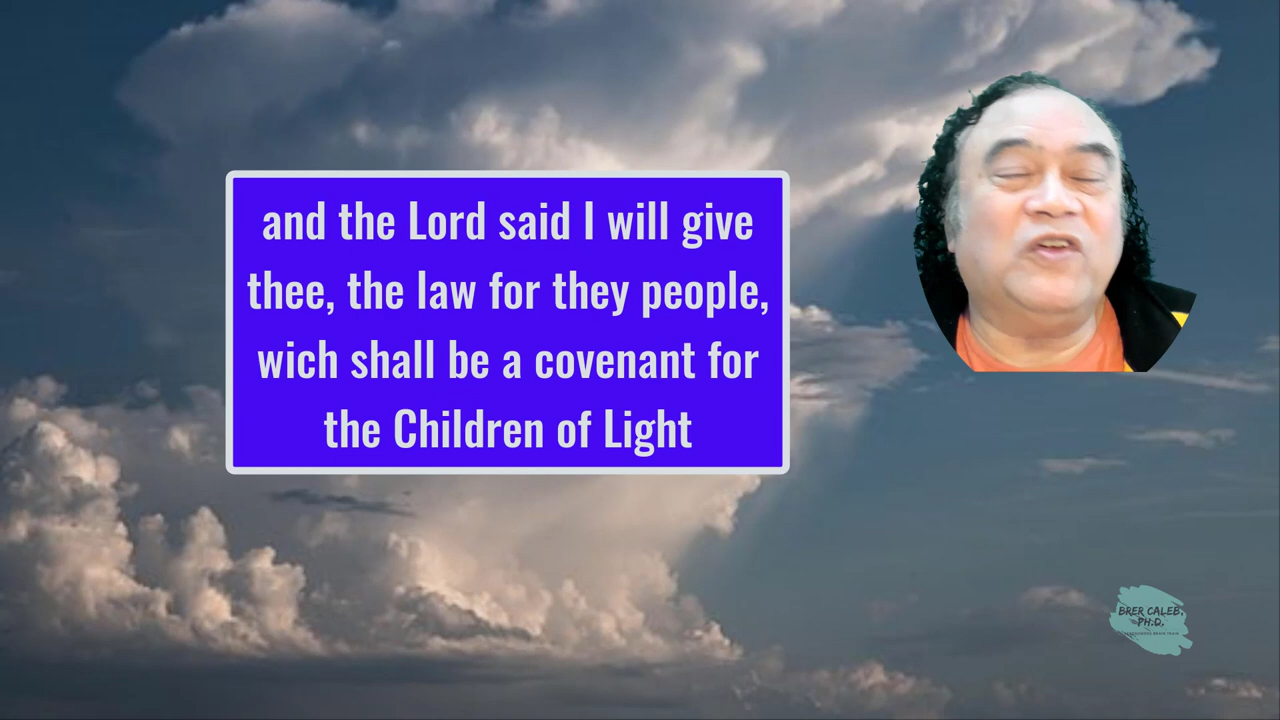 and the Lord said I will give
thee, the law for they people,
wich shall be a covenant for
the Children of Light
BRER CALEB,
PH.D.